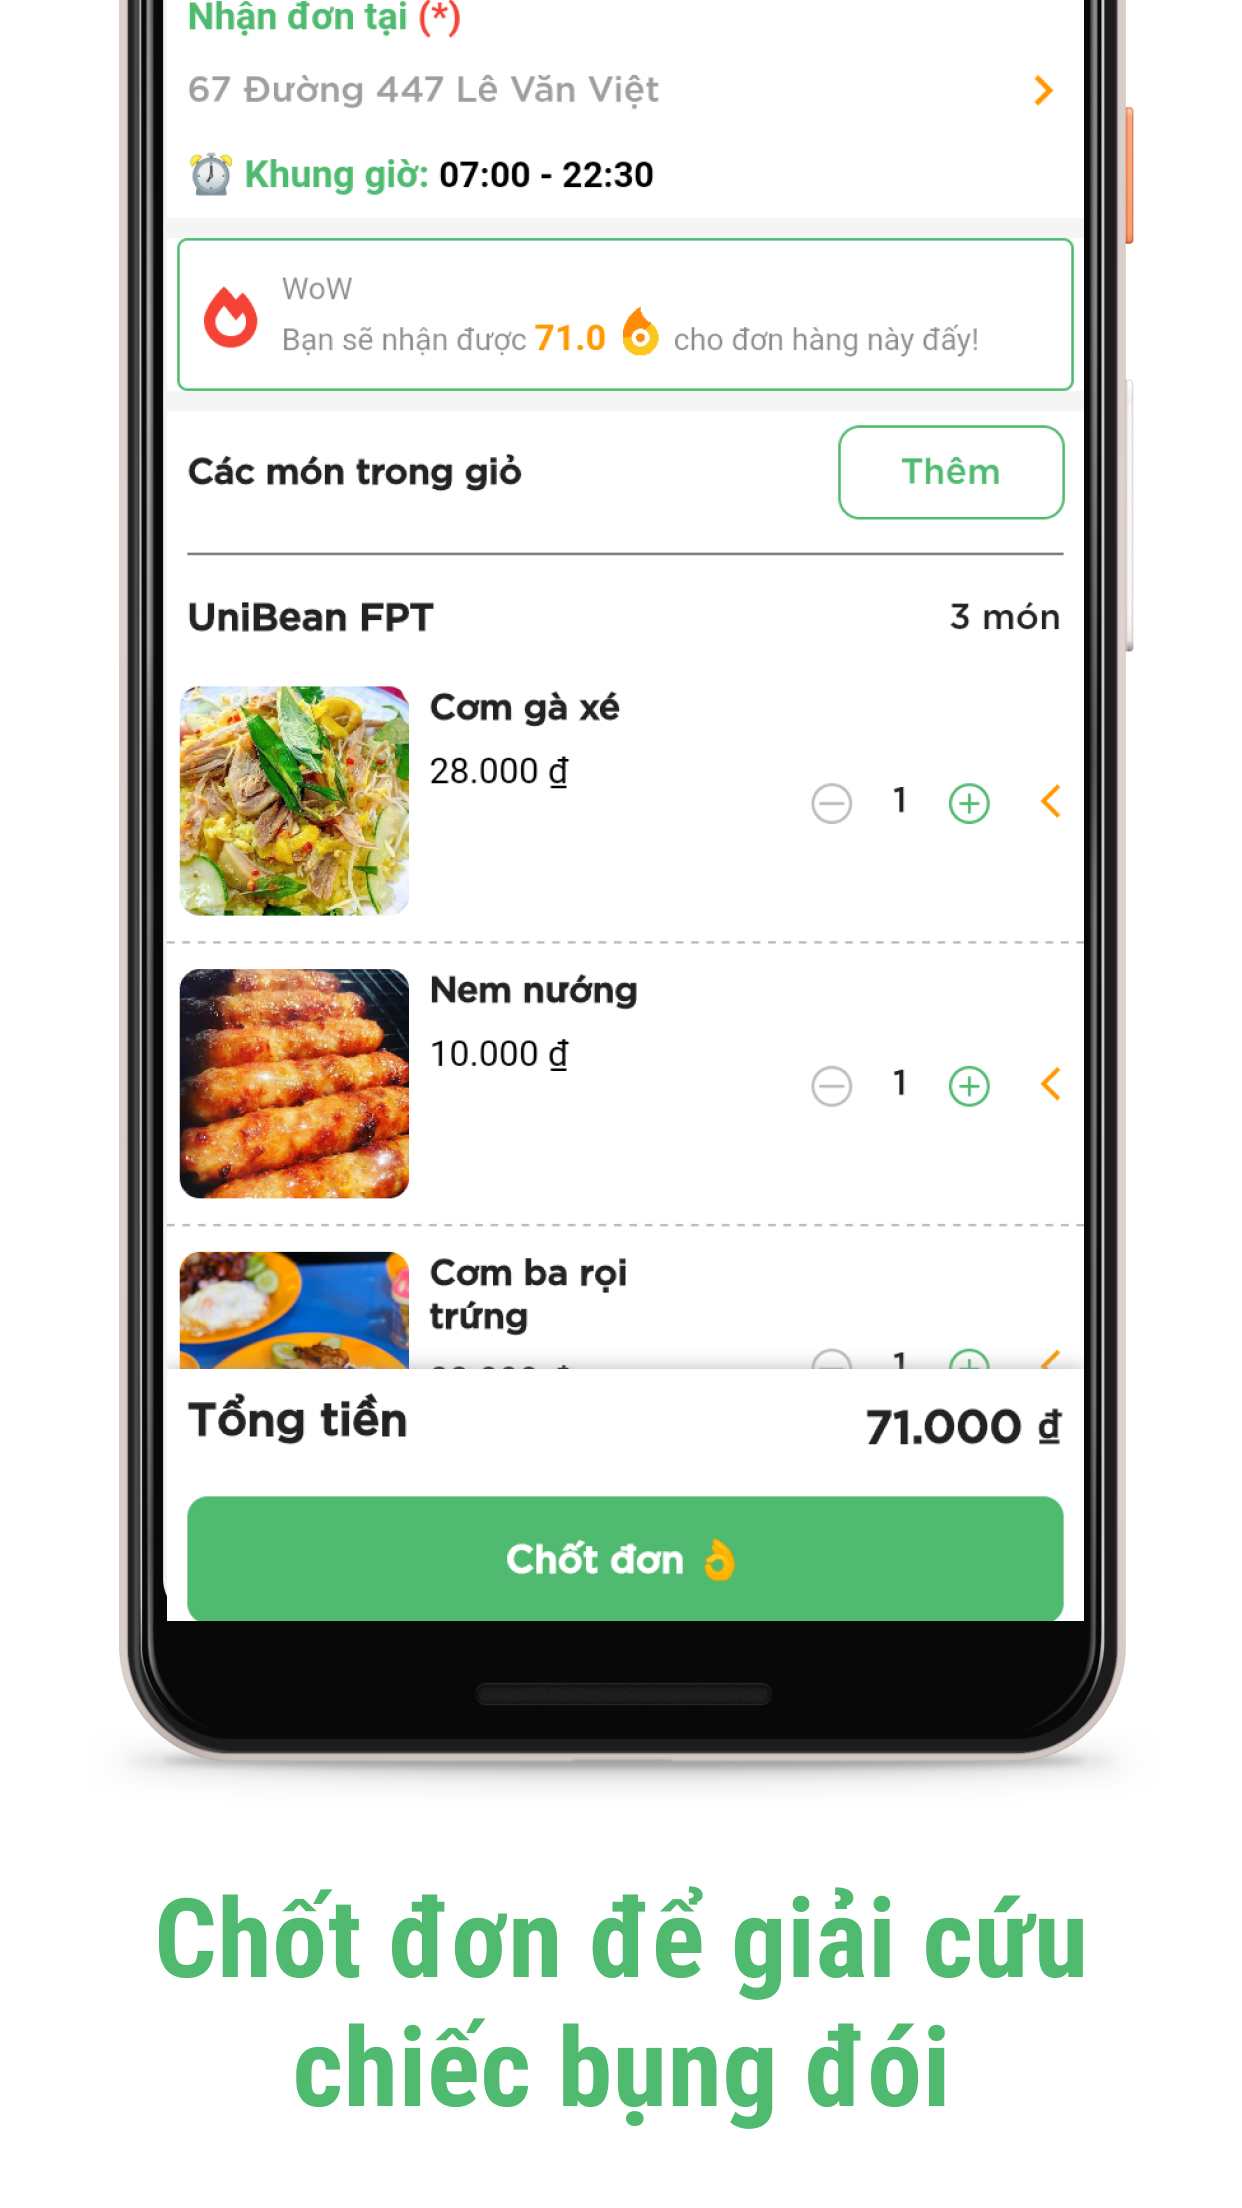 Nhận đơn tại (*)
67 Đường 447 Lê Văn Việt
Khung giờ: 07:00 - 22:30
WoW
Bạn sẽ nhận được 71.0 cho đơn hàng này đấy!
Các món trong giỏ
Thêm
UniBean FPT
3 món
Cơm gà xé
28.000 ₫
1
Nem nướng
10.000 ₫
1
Cơm ba rọi
trứng
1
Tổng tiền
71.000 ₫
Chốt đơn 👌
Chốt đơn để giải cứu
chiếc bụng đói